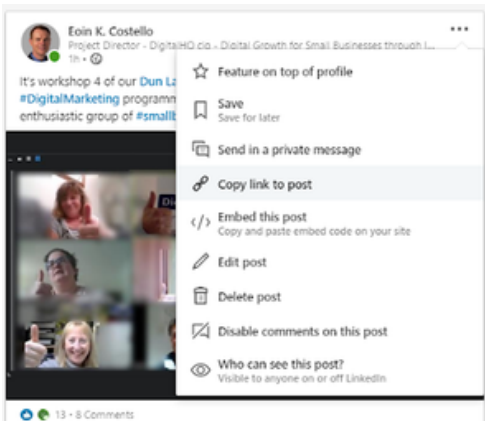 Eoin K. Costello
Project Director - DigitalHQ clg - Digital Growth for Small Businesses through I...
1h •
It's workshop 4 of our Dun La
#DigitalMarketing programm
enthusiastic group of #smallb
Feature on top of profile
Save
Save for later
Send in a private message
Copy link to post
Embed this post
Copy and paste embed code on your site
Edit post
Delete post
Disable comments on this post
Who can see this post?
Visible to anyone on or off LinkedIn
Di
13 • 8 Comments